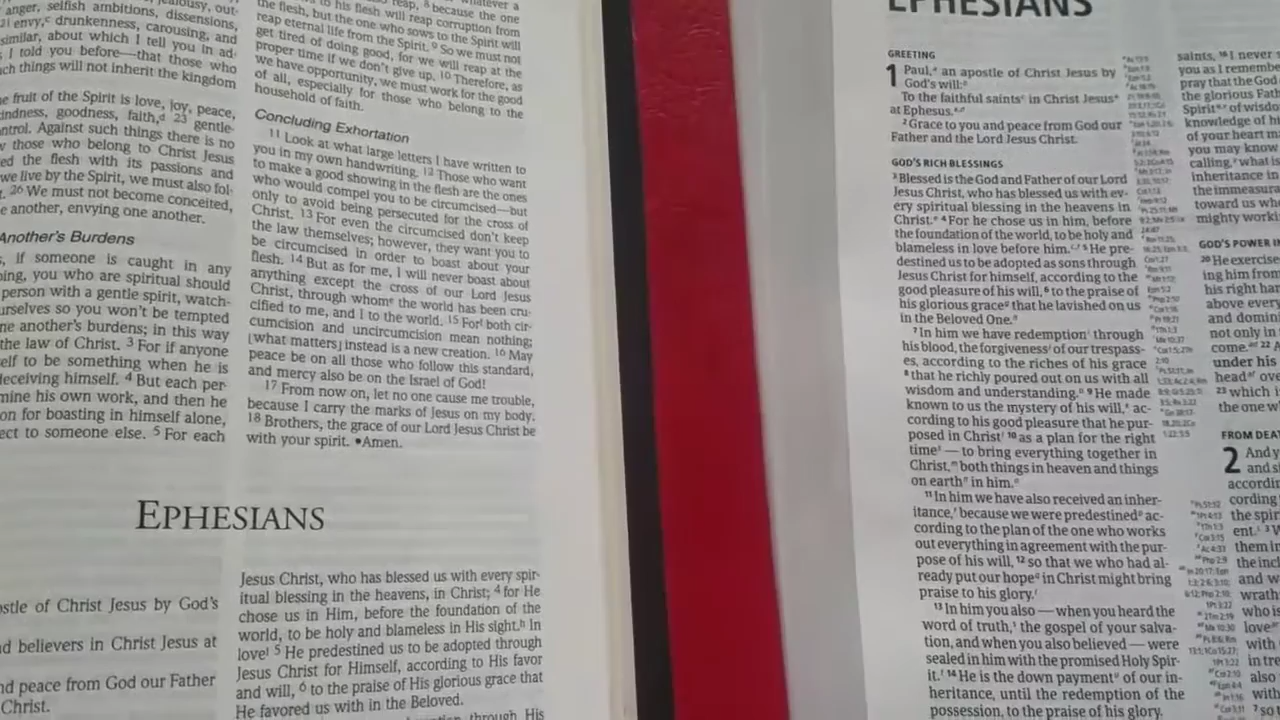 anger, selfish ambitions, dissensions,
21 envy,c drunkenness, carousing, and
similar, about which I tell you in ad-
I told you before—that those who
such things will not inherit the kingdom
fruit of the Spirit is love, joy, peace,
goodness, faith,d 23 gentle-
Against such things there is no
those who belong to Christ Jesus
the flesh with its passions and
we live by the Spirit, we must also fol-
26 We must not become conceived,
another, envying one another.
Another's Burdens
if someone is caught in any
you who are spiritual should
person with a gentle spirit, watch-
so you won't be tempted
another's burdens; in this way
the law of Christ. 3 For if anyone
to be something when he is
deceiving himself. 4 But each per-
his own work, and then he
for boasting in himself alone,
to someone else. 5 For each
reap, 8 because the one
to his flesh will reap corruption from
the flesh, but the one who sows to the Spirit will
reap eternal life from the Spirit. 9 So we must not
get tired of doing good, for we will reap at the
proper time if we don't give up. 10 Therefore, as
we have opportunity, we must work for the good
of all, especially for those who belong to the
household of faith.
Concluding Exhortation
11 Look at what large letters I have written to
you in my own handwriting. 12 Those who want
to make a good showing in the flesh are the ones
who would compel you to be circumcised—but
only to avoid being persecuted for the cross of
Christ. 13 For even the circumcised don't keep
the law themselves; however, they want you to
be circumcised in order to boast about your
flesh. 14 But as for me, I will never boast about
anything except the cross of our Lord Jesus
Christ, through whome the world has been cru-
cified to me, and I to the world. 15 Forf both cir-
cumcision and uncircumcision mean nothing;
[what matters] instead is a new creation. 16 May
peace be on all those who follow this standard,
and mercy also be on the Israel of God!
17 From now on, let no one cause me trouble,
because I carry the marks of Jesus on my body.
18 Brothers, the grace of our Lord Jesus Christ be
with your spirit. •Amen.
EPHESIANS
of Christ Jesus by God's
believers in Christ Jesus at
peace from God our Father
Christ.
Jesus Christ, who has blessed us with every spir-
itual blessing in the heavens, in Christ; 4 for He
chose us in Him, before the foundation of the
world, to be holy and blameless in His sight.b In
love! 5 He predestined us to be adopted through
Jesus Christ for Himself, according to His favor
and will, 6 to the praise of His glorious grace that
He favored us with in the Beloved.
through His
EPHESIANS
GREETING
1 Paul,a an apostle of Christ Jesus by
God's will:
To the faithful saints in Christ Jesus
at Ephesus.
2 Grace to you and peace from God our
Father and the Lord Jesus Christ.
GOD'S RICH BLESSINGS
3 Blessed is the God and Father of our Lord
Jesus Christ, who has blessed us with ev-
ery spiritual blessing in the heavens in
Christ. 4 For he chose us in him, before
the foundation of the world, to be holy and
blameless in love before him. 5 He pre-
destined us to be adopted as sons through
Jesus Christ for himself, according to the
good pleasure of his will, 6 to the praise of
his glorious grace that he lavished on us
in the Beloved One.
7 In him we have redemption through
his blood, the forgiveness of our trespass-
es, according to the riches of his grace
8 that he richly poured out on us with all
wisdom and understanding. 9 He made
known to us the mystery of his will, ac-
cording to his good pleasure that he pur-
posed in Christ 10 as a plan for the right
time — to bring everything together in
Christ, both things in heaven and things
on earth in him.
11 In him we have also received an inher-
itance, because we were predestined ac-
cording to the plan of the one who works
out everything in agreement with the pur-
pose of his will, 12 so that we who had al-
ready put our hope in Christ might bring
praise to his glory.
13 In him you also — when you heard the
word of truth, the gospel of your salva-
tion, and when you also believed — were
sealed in him with the promised Holy Spir-
it. 14 He is the down payment of our in-
heritance, until the redemption of the
possession, to the praise of his glory.
saints, 16 I never
you as I remembe
pray that the God
the glorious Fath
Spirit of wisdo
knowledge of hi
of your heart m
you may know
calling, what is
inheritance in
the immeasura
toward us who
mighty worki
GOD'S POWER IN
20 He exercise
ing him from
his right han
above every
and domini
not only in
come. 22 A
under his
head over
23 which i
the one w
FROM DEAT
2 And y
and s
accordin
cording
the spir
ent. 3 W
them in
the incl
and w
wrath
who is
love
with
in tre
also
with
7 so t